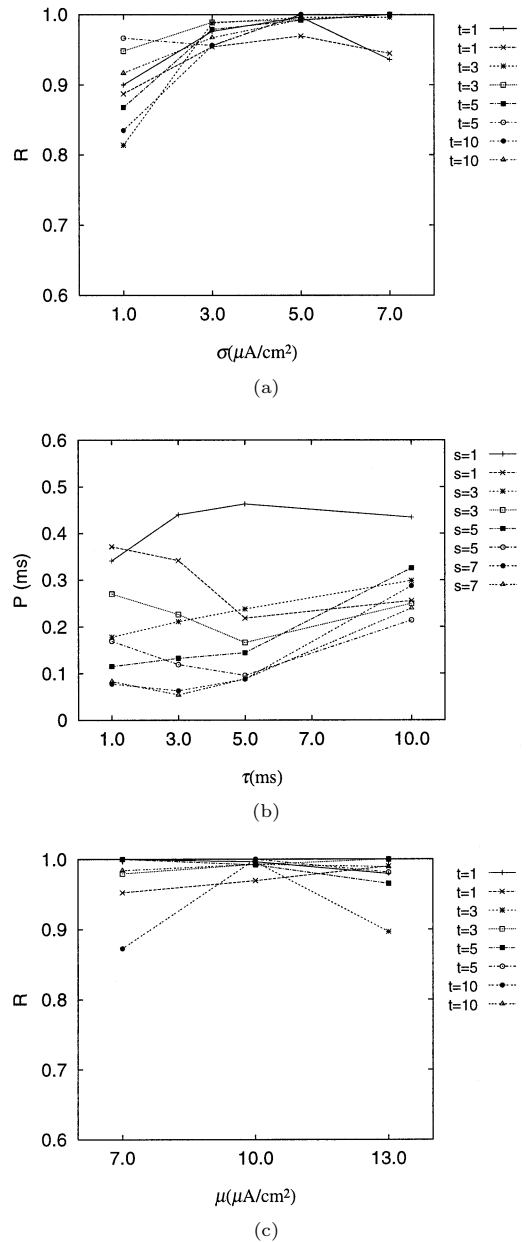 1.0
0.9
0.8
0.7
0.6
R
1.0 3.0 5.0 7.0
σ(μA/cm²)
t=1
t=1
t=3
t=3
t=5
t=5
t=10
t=10
(a)
0.6
0.5
0.4
0.3
0.2
0.1
0
P (ms)
1.0 3.0 5.0 7.0 10.0
τ(ms)
s=1
s=1
s=3
s=3
s=5
s=5
s=7
s=7
(b)
1.0
0.9
0.8
0.7
0.6
R
7.0 10.0 13.0
μ(μA/cm²)
t=1
t=1
t=3
t=3
t=5
t=5
t=10
t=10
(c)